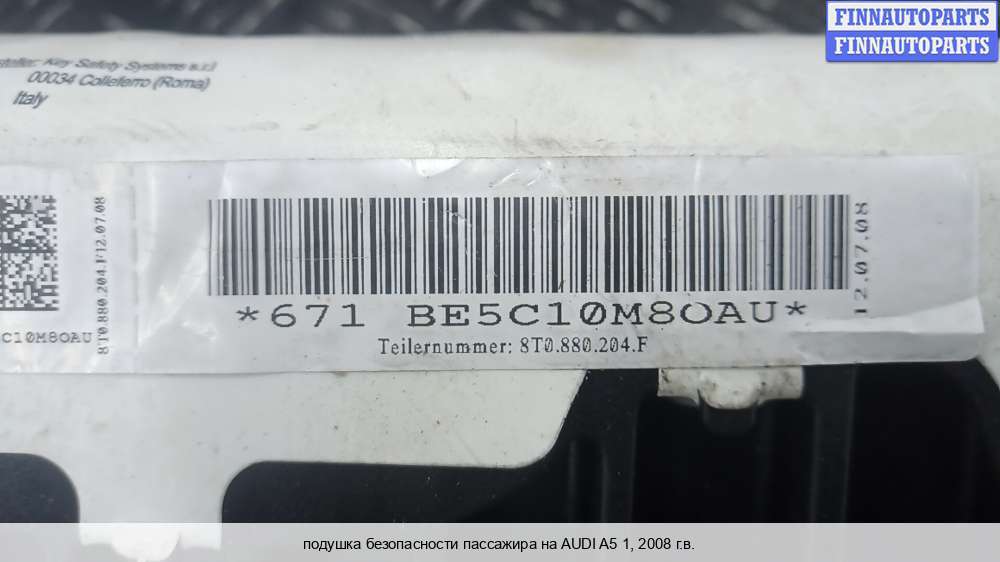 FINNAUTOPARTS
FINNAUTOPARTS
Key Safety Systems s.r.l
00034 Colleferro (Roma)
Italy
8T0.880.204.F12.07.08
C10M8OAU
12.07.08
*671 BE5C10M8OAU*
Teilernummer: 8T0.880.204.F
подушка безопасности пассажира на AUDI A5 1, 2008 г.в.